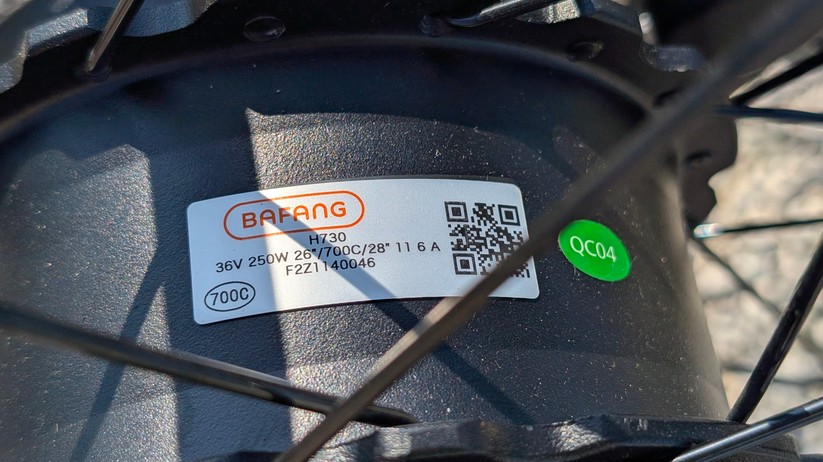 BAFANG
H730
36V 250W 26"/700C/28" 11 6 A
F2Z1140046
700C
QC04